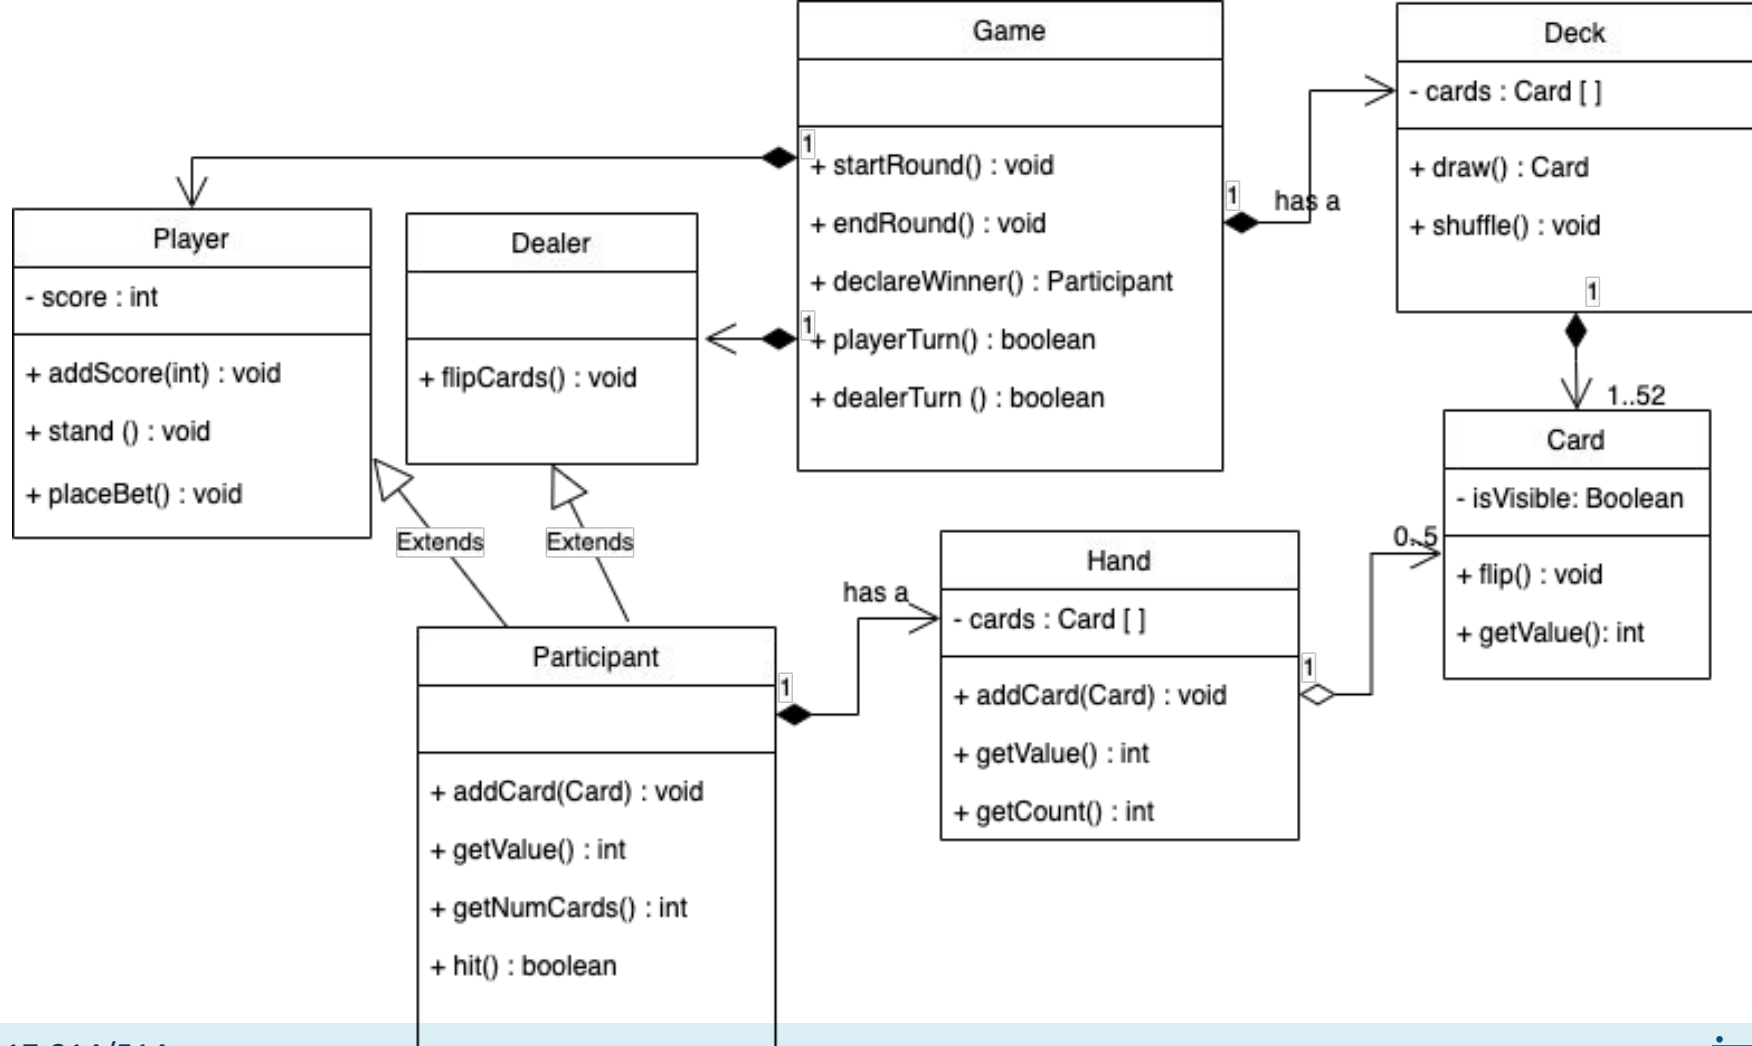 Game
1
+ startRound() : void
+ endRound() : void
+ declareWinner() : Participant
1
+ playerTurn() : boolean
+ dealerTurn () : boolean
1
has a
Deck
- cards : Card [ ]
+ draw() : Card
+ shuffle() : void
1
1..52
Player
- score : int
+ addScore(int) : void
+ stand () : void
+ placeBet() : void
Dealer
+ flipCards() : void
Extends
Extends
Card
- isVisible: Boolean
+ flip() : void
+ getValue(): int
0..5
Participant
+ addCard(Card) : void
+ getValue() : int
+ getNumCards() : int
+ hit() : boolean
1
has a
Hand
- cards : Card [ ]
+ addCard(Card) : void
+ getValue() : int
+ getCount() : int
1